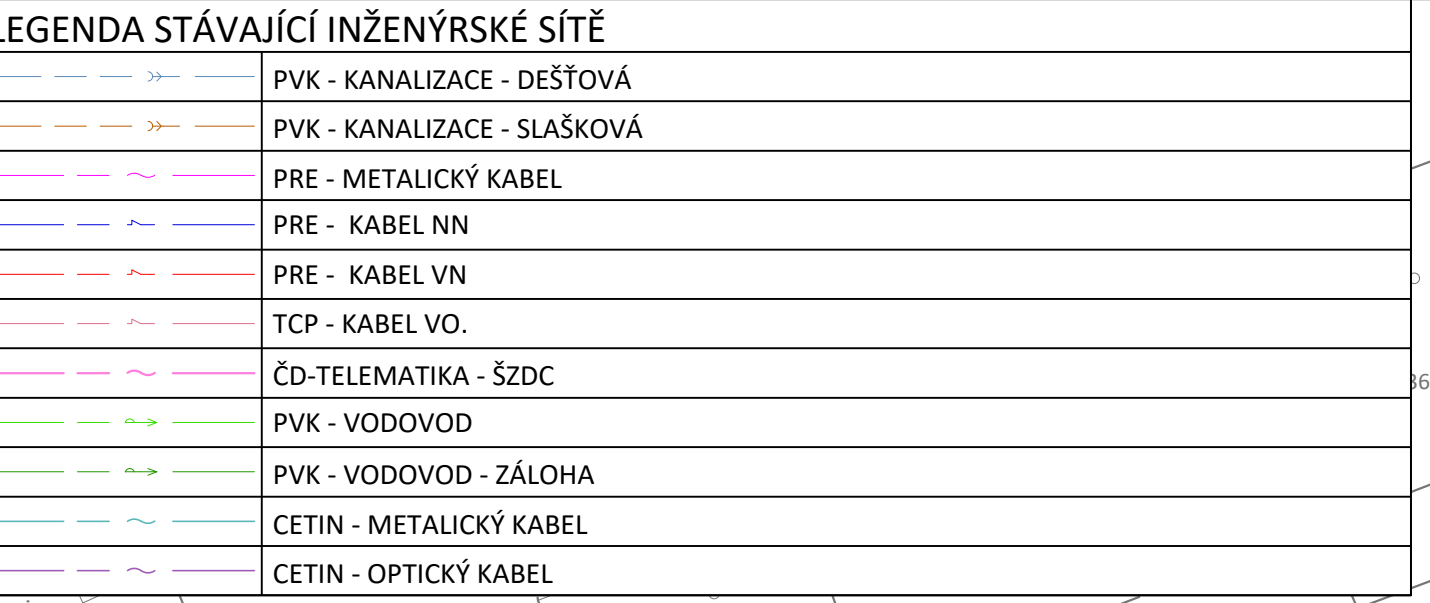 LEGENDA STÁVAJÍCÍ INŽENÝRSKÉ SÍTĚ
PVK - KANALIZACE - DEŠŤOVÁ
PVK - KANALIZACE - SLAŠKOVÁ
PRE - METALICKÝ KABEL
PRE - KABEL NN
PRE - KABEL VN
TCP - KABEL VO.
ČD-TELEMATIKA - ŠZDC
36
PVK - VODOVOD
PVK - VODOVOD - ZÁLOHA
CETIN - METALICKÝ KABEL
CETIN - OPTICKÝ KABEL